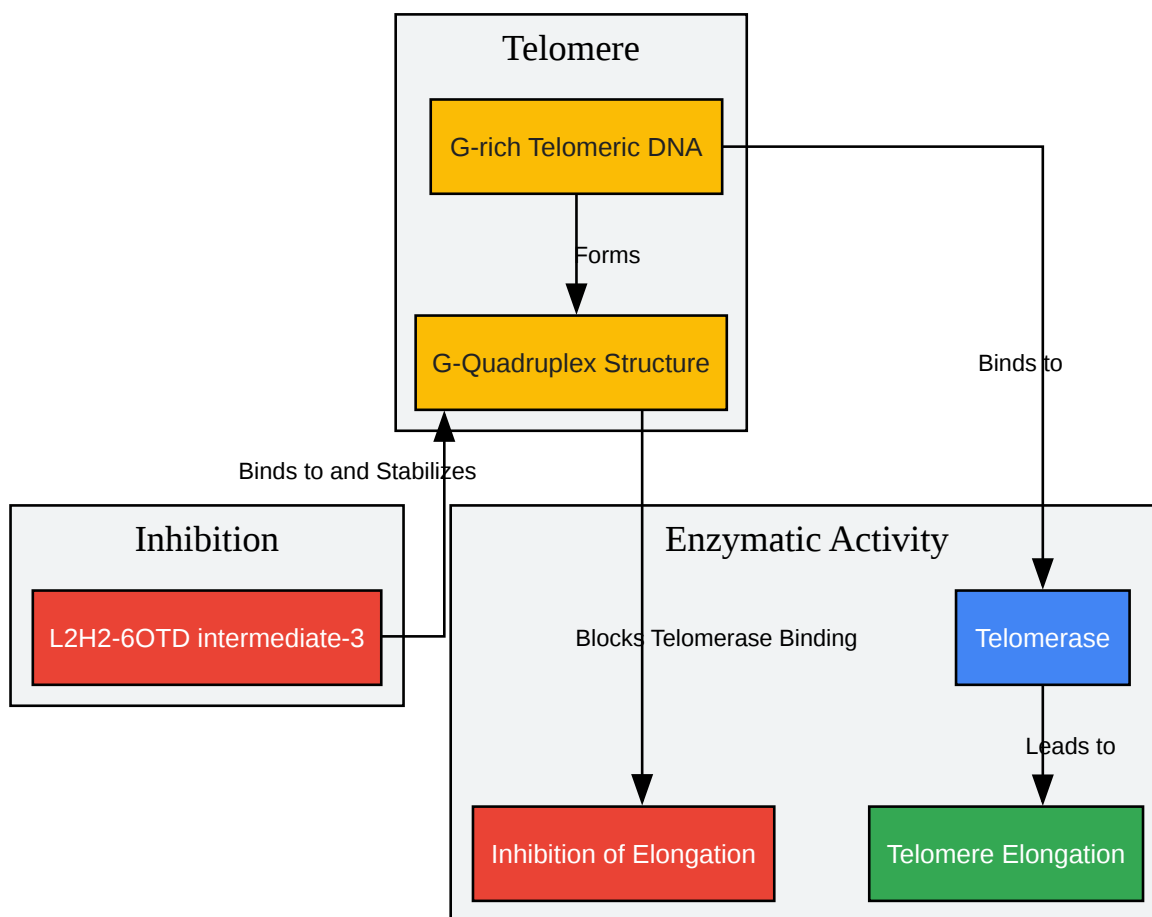 Telomere
G-rich Telomeric DNA
Forms
G-Quadruplex Structure
Binds to
Binds to and Stabilizes
Inhibition
Enzymatic Activity
L2H2-6OTD intermediate-3
Blocks Telomerase Binding
Telomerase
Leads to
Inhibition of Elongation
Telomere Elongation